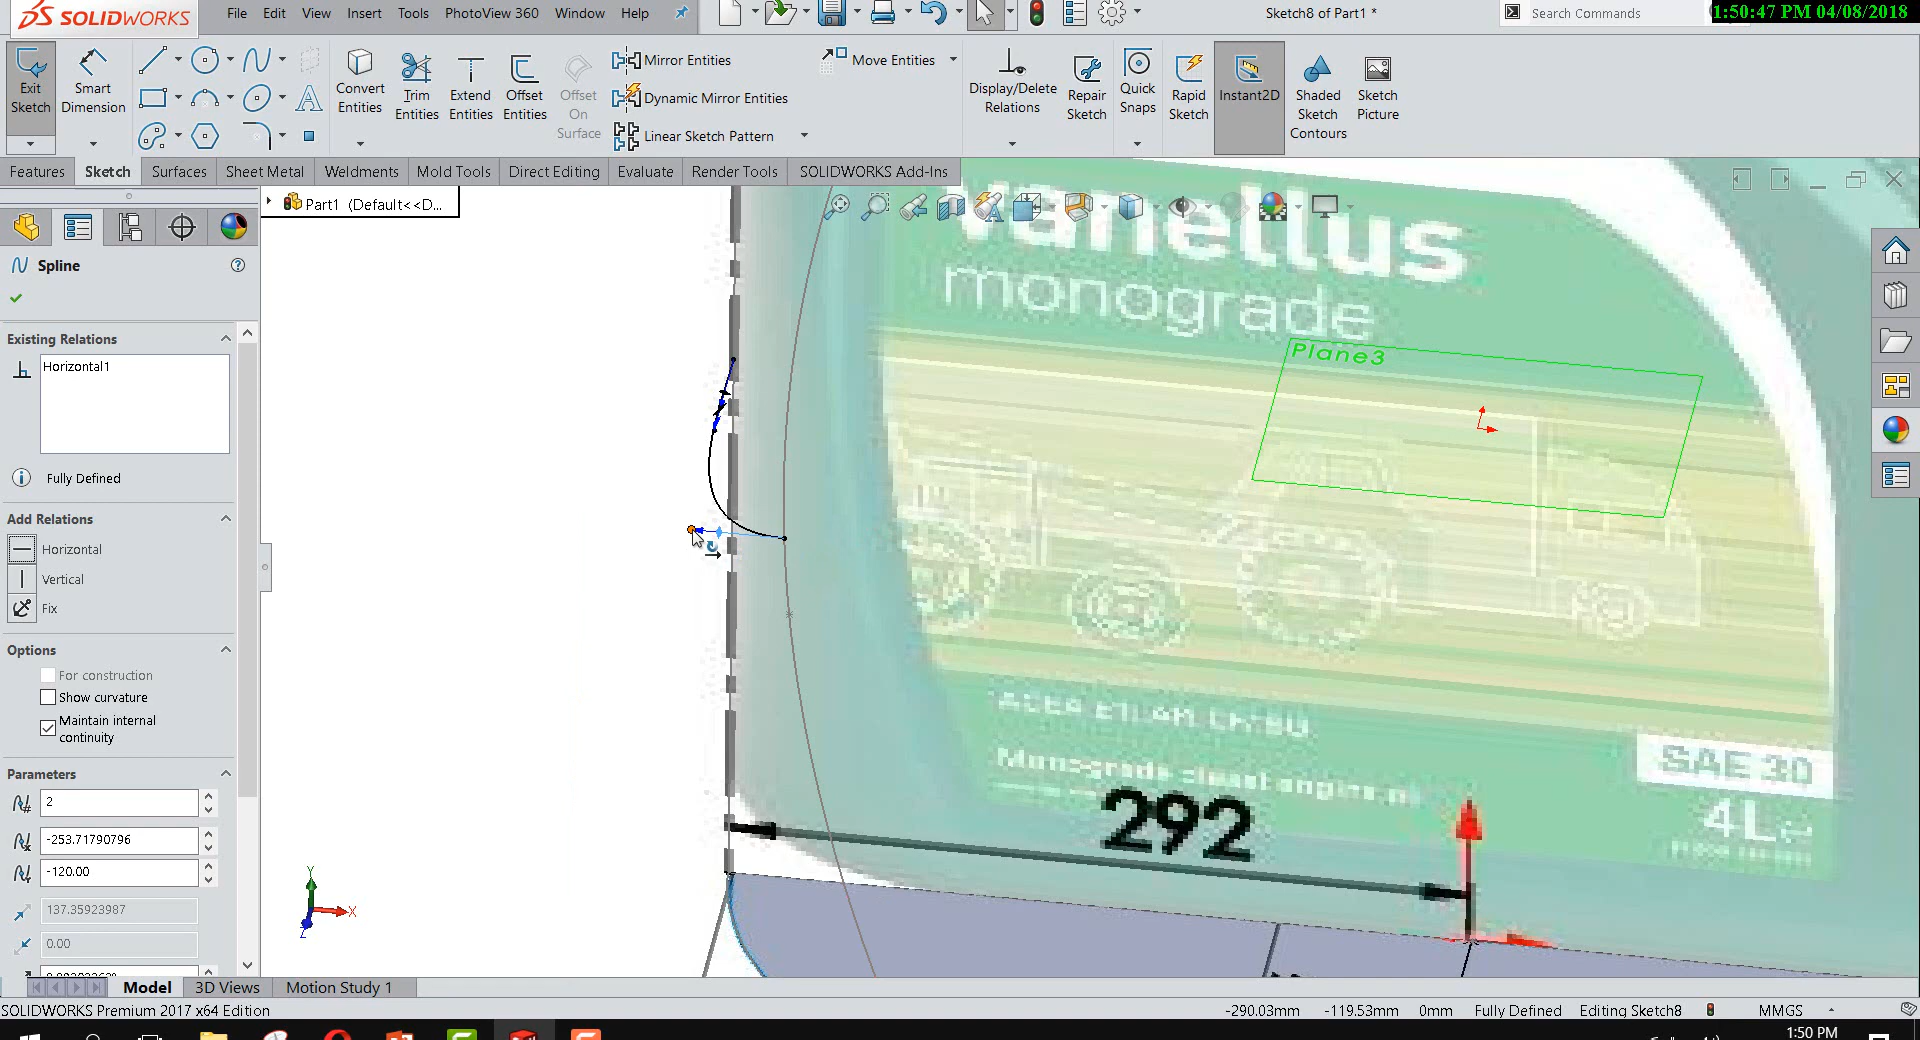 SOLIDWORKS
File Edit View Insert Tools PhotoView 360 Window Help
Sketch8 of Part1 *
Search Commands
1:50:47 PM 04/08/2018
Exit Sketch
Smart Dimension
Convert Entities
Trim Entities
Extend Entities
Offset Entities
Offset On Surface
Mirror Entities
Dynamic Mirror Entities
Linear Sketch Pattern
Move Entities
Display/Delete Relations
Repair Sketch
Quick Snaps
Rapid Sketch
Instant2D
Shaded Sketch Contours
Sketch Picture
Features Sketch Surfaces Sheet Metal Weldments Mold Tools Direct Editing Evaluate Render Tools SOLIDWORKS Add-Ins
Part1 (Default<<D...
Spline
Existing Relations
Horizontal1
Fully Defined
Add Relations
Horizontal
Vertical
Fix
Options
For construction
Show curvature
Maintain internal
continuity
Parameters
2
-253.71790796
-120.00
137.35923987
0.00
vanellus
monograde
Plane3
SAE 30
4L
292
Y
X
Z
Model 3D Views Motion Study 1
SOLIDWORKS Premium 2017 x64 Edition
-290.03mm -119.53mm 0mm Fully Defined Editing Sketch8 MMGS
1:50 PM